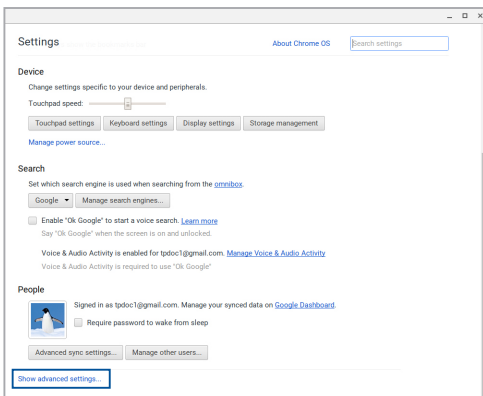 Settings
About Chrome OS
Search settings
Device
Change settings specific to your device and peripherals.
Touchpad speed:
Touchpad settings
Keyboard settings
Display settings
Storage management
Manage power source...
Search
Set which search engine is used when searching from the omnibox.
Google
Manage search engines...
Enable "Ok Google" to start a voice search. Learn more
Say "Ok Google" when the screen is on and unlocked.
Voice & Audio Activity is enabled for tpdoc1@gmail.com. Manage Voice & Audio Activity
Voice & Audio Activity is required to use "Ok Google"
People
Signed in as tpdoc1@gmail.com. Manage your synced data on Google Dashboard.
Require password to wake from sleep
Advanced sync settings...
Manage other users...
Show advanced settings...